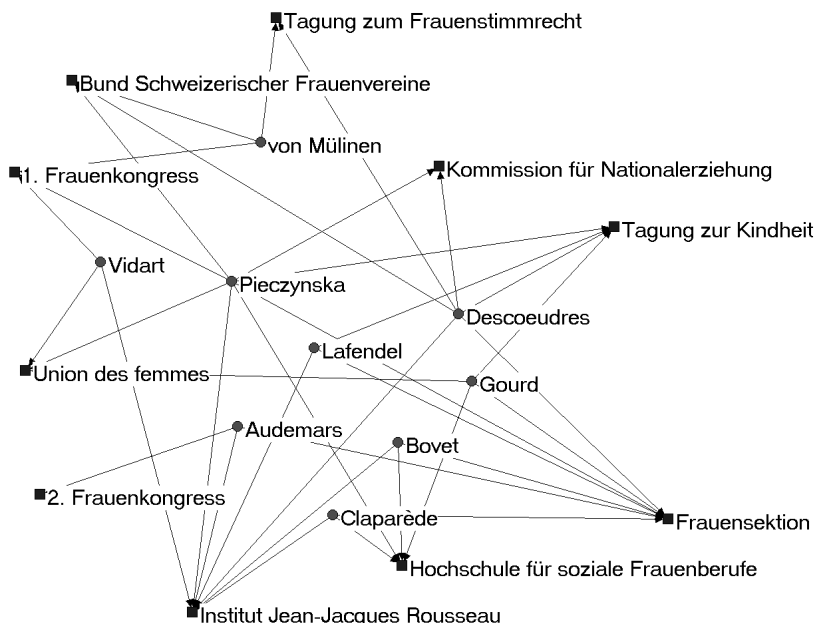 Tagung zum Frauenstimmrecht
Bund Schweizerischer Frauenvereine
von Mülinen
Kommission für Nationalerziehung
1. Frauenkongress
Tagung zur Kindheit
Vidart
Pieczynska
Descoeudres
Lafendel
Union des femmes
Gourd
Audemars
Bovet
2. Frauenkongress
Claparède
Frauensektion
Hochschule für soziale Frauenberufe
Institut Jean-Jacques Rousseau